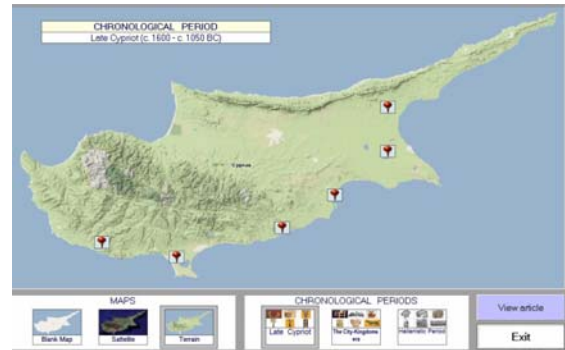 CHRONOLOGICAL PERIOD
Late Cypriot (c. 1600 - c. 1050 BC)
Cyprus
MAPS
Blank Map
Satellite
Terrain
CHRONOLOGICAL PERIODS
Late Cypriot
The City-Kingdoms
era
Hellenistic Period
View article
Exit